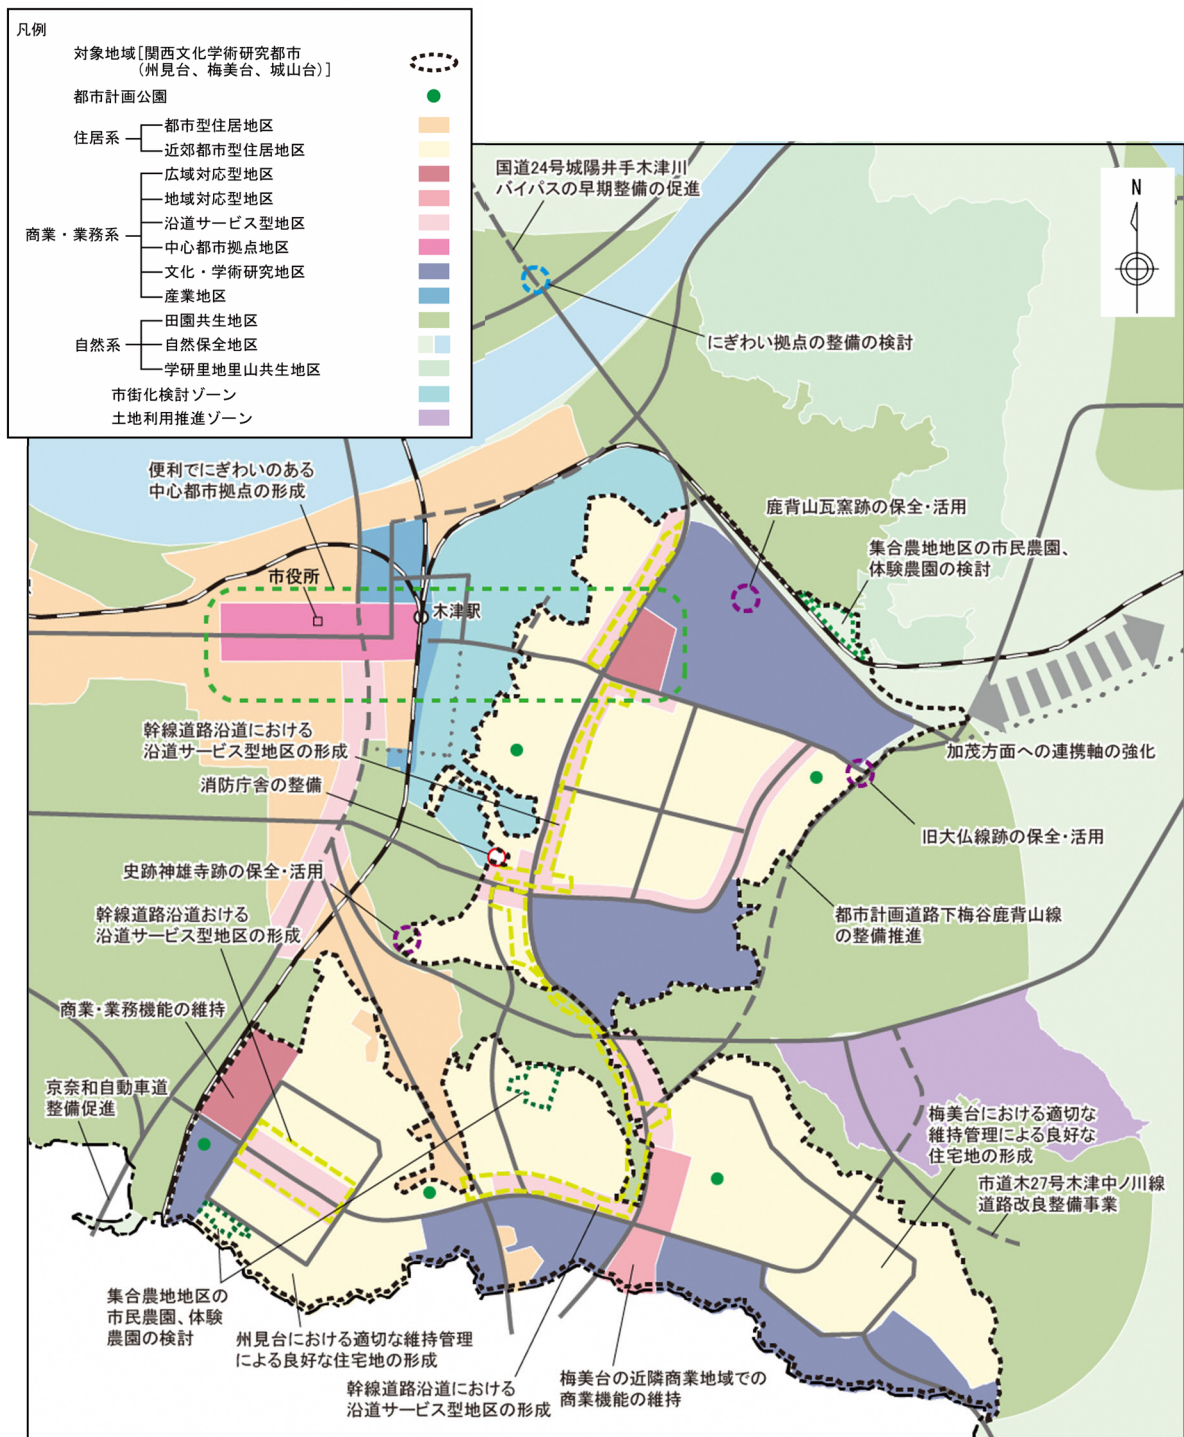 凡例
対象地域[関西文化学術研究都市
(州見台、梅美台、城山台)]
都市計画公園
住居系
都市型住居地区
近郊都市型住居地区
商業・業務系
広域対応型地区
地域対応型地区
沿道サービス型地区
中心都市拠点地区
文化・学術研究地区
産業地区
自然系
田園共生地区
自然保全地区
学研里地里山共生地区
市街化検討ゾーン
土地利用推進ゾーン
国道24号城陽井手木津川
バイパスの早期整備の促進
N
にぎわい拠点の整備の検討
便利でにぎわいのある
中心都市拠点の形成
鹿背山瓦窯跡の保全・活用
集合農地地区の市民農園、
体験農園の検討
市役所
木津駅
幹線道路沿道における
沿道サービス型地区の形成
加茂方面への連携軸の強化
消防庁舎の整備
旧大仏線跡の保全・活用
史跡神雄寺跡の保全・活用
幹線道路沿道おける
沿道サービス型地区の形成
都市計画道路下梅谷鹿背山線
の整備推進
商業・業務機能の維持
京奈和自動車道
整備促進
梅美台における適切な
維持管理による良好な
住宅地の形成
市道木27号木津中ノ川線
道路改良整備事業
集合農地地区の
市民農園、体験
農園の検討
州見台における適切な維持管理
による良好な住宅地の形成
幹線道路沿道における
沿道サービス型地区の形成
梅美台の近隣商業地域での
商業機能の維持